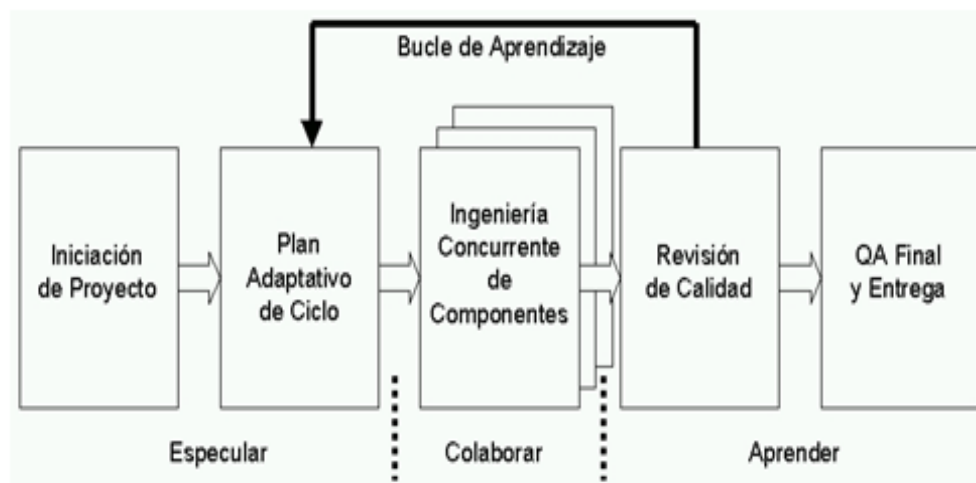 Bucle de Aprendizaje
Iniciación
de Proyecto
Plan
Adaptativo
de Ciclo
Ingeniería
Concurrente
de
Componentes
Revisión
de Calidad
QA Final
y Entrega
Especular
Colaborar
Aprender